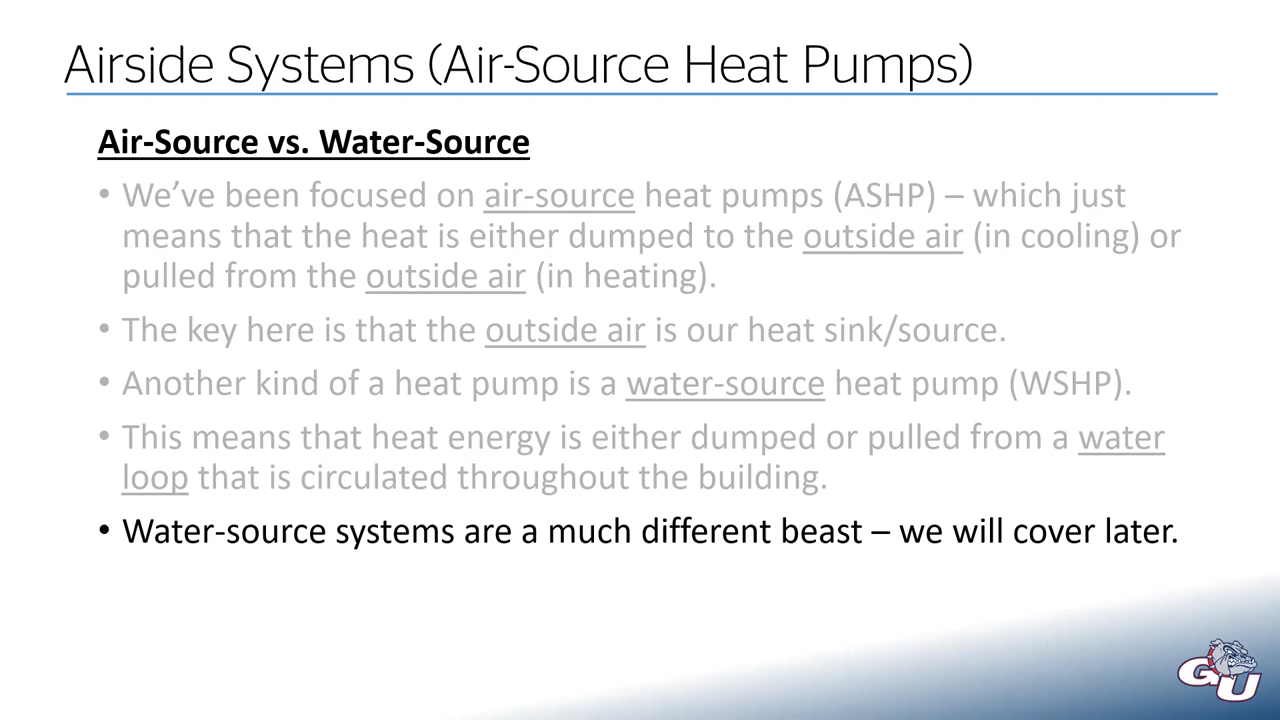 Airside Systems (Air-Source Heat Pumps)
Air-Source vs. Water-Source
• We’ve been focused on air-source heat pumps (ASHP) – which just
means that the heat is either dumped to the outside air (in cooling) or
pulled from the outside air (in heating).
• The key here is that the outside air is our heat sink/source.
• Another kind of a heat pump is a water-source heat pump (WSHP).
• This means that heat energy is either dumped or pulled from a water
loop that is circulated throughout the building.
• Water-source systems are a much different beast – we will cover later.
GU